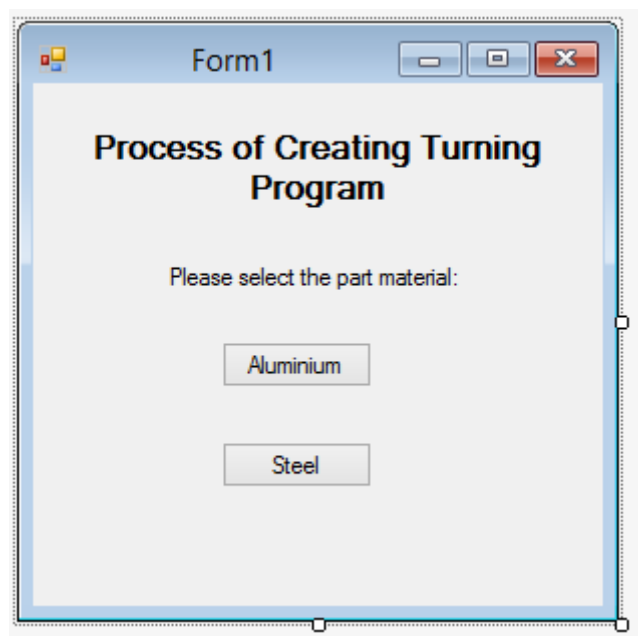 Form1
Process of Creating Turning
Program
Please select the part material:
Aluminium
Steel